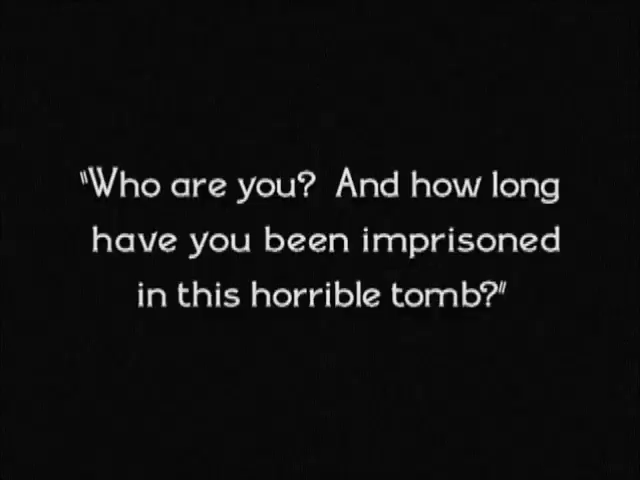 "Who are you? And how long
have you been imprisoned
in this horrible tomb?"